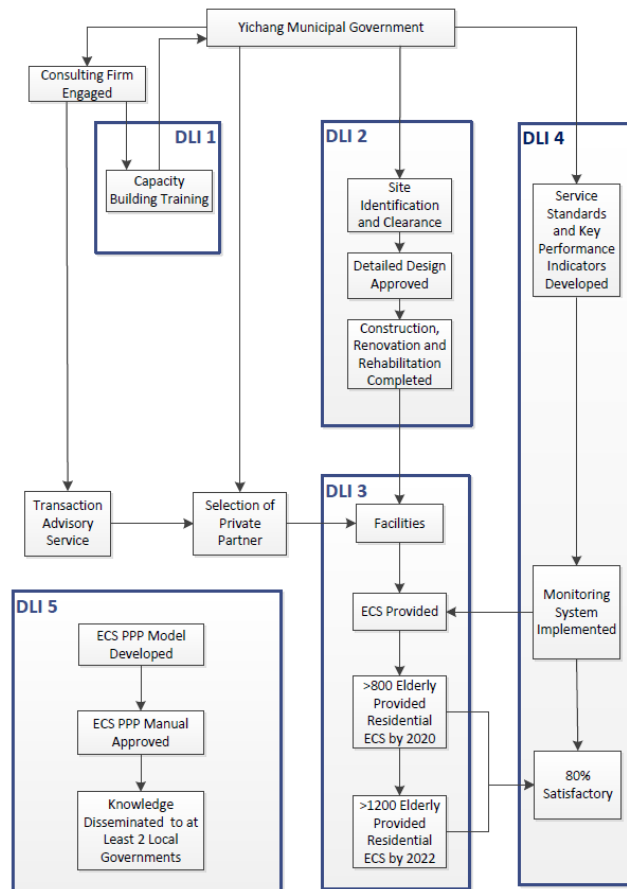 Yichang Municipal Government
Consulting Firm
Engaged
DLI 1
Capacity
Building Training
DLI 2
Site
Identification
and Clearance
Detailed Design
Approved
Construction,
Renovation and
Rehabilitation
Completed
DLI 4
Service
Standards
and Key
Performance
Indicators
Developed
Transaction
Advisory
Service
Selection of
Private
Partner
DLI 3
Facilities
ECS Provided
>800 Elderly
Provided
Residential
ECS by 2020
>1200 Elderly
Provided
Residential
ECS by 2022
Monitoring
System
Implemented
80%
Satisfactory
DLI 5
ECS PPP Model
Developed
ECS PPP Manual
Approved
Knowledge
Disseminated to at
Least 2 Local
Governments